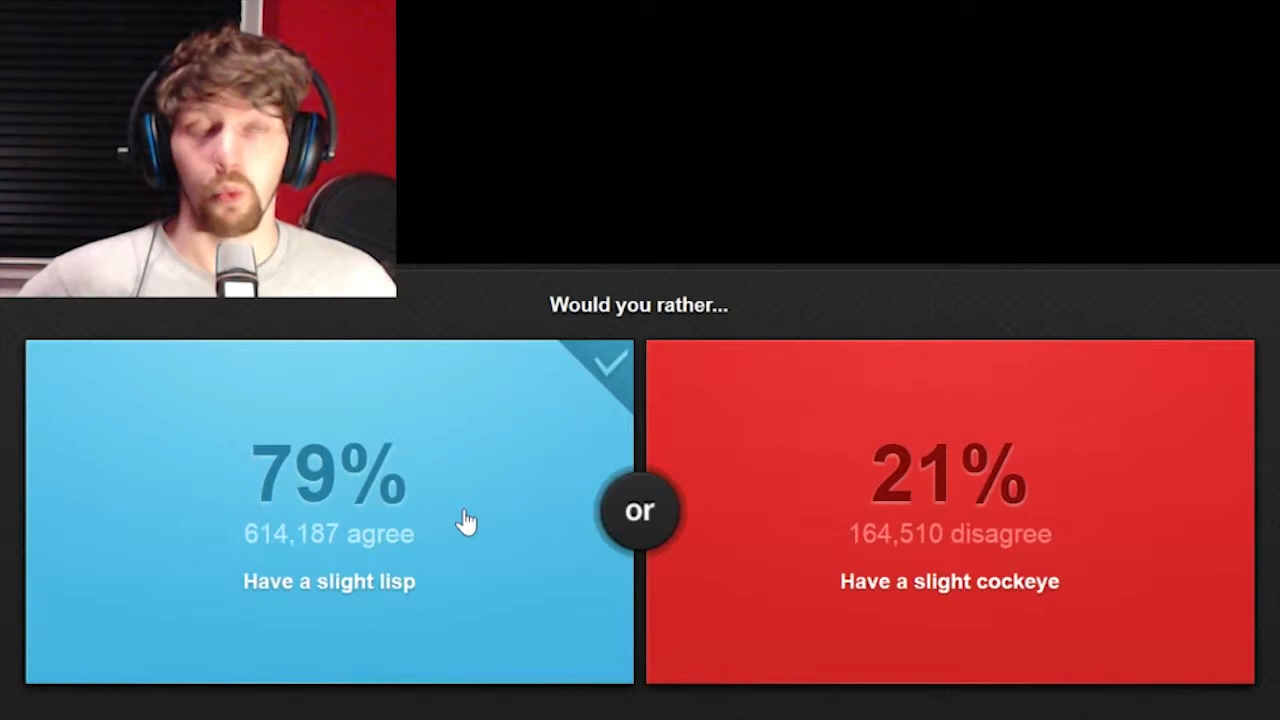 Would you rather...
79%
614,187 agree
Have a slight lisp
or
21%
164,510 disagree
Have a slight cockeye